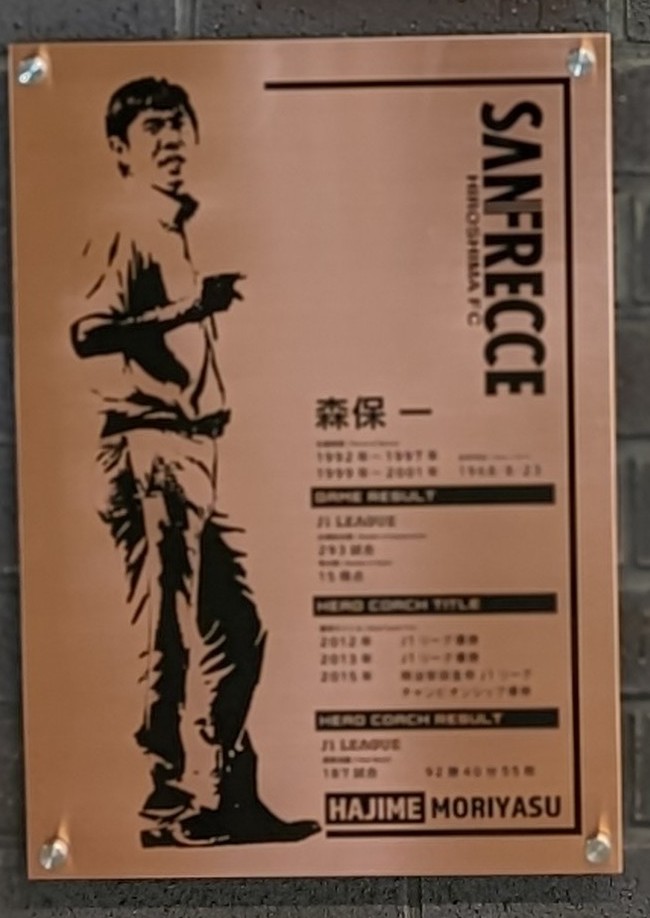 SANFRECCE
HIROSHIMA FC
森保 一
1992年－1997年
1999年－2001年 1968/8/23
GAME RESULT
J1 LEAGUE
293試合
15得点
HEAD COACH TITLE
2012年 J1リーグ優勝
2013年 J1リーグ優勝
2015年 明治安田生命J1リーグ
チャンピオンシップ優勝
HEAD COACH RESULT
J1 LEAGUE
187試合 92勝40分55敗
HAJIME MORIYASU